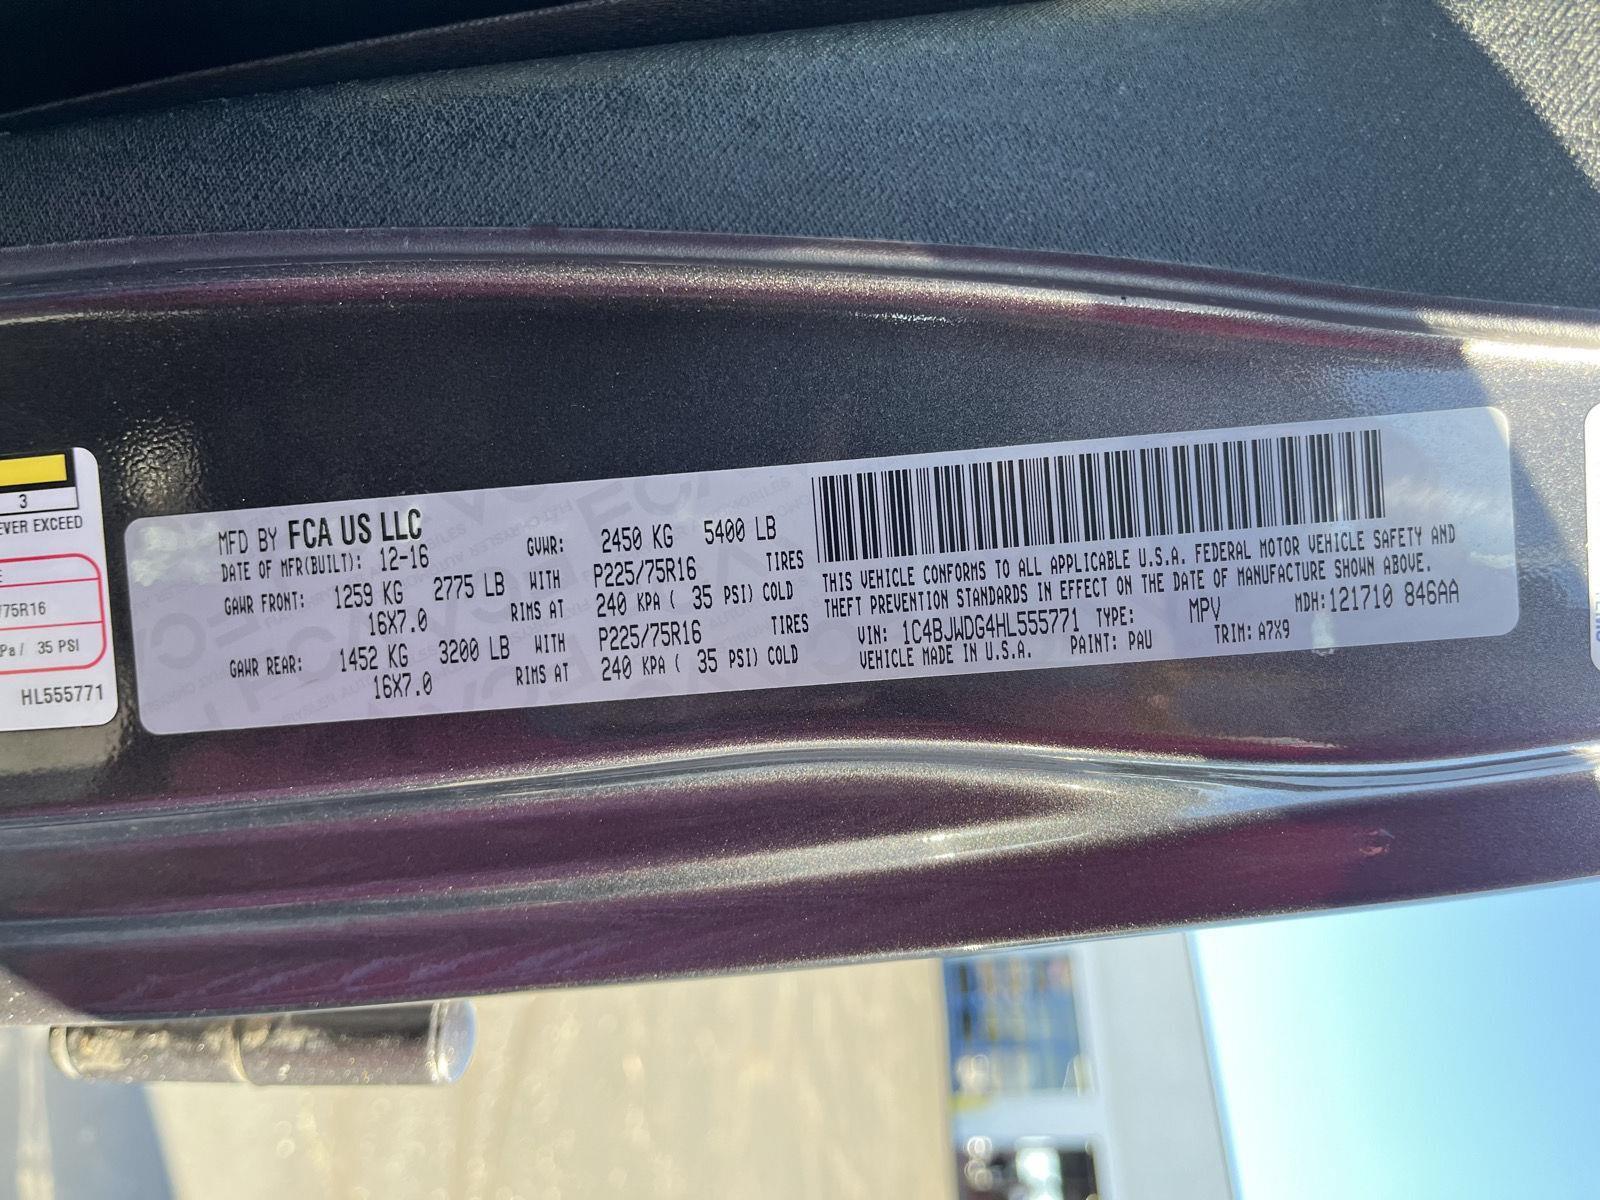 3
EVER EXCEED
E
/75R16
Pa/ 35 PSI
HL555771
MFD BY FCA US LLC
DATE OF MFR(BUILT): 12-16 GVWR: 2450 KG 5400 LB
GAWR FRONT: 1259 KG 2775 LB WITH P225/75R16 TIRES
16X7.0 RIMS AT 240 KPA ( 35 PSI) COLD
GAWR REAR: 1452 KG 3200 LB WITH P225/75R16 TIRES
16X7.0 RIMS AT 240 KPA ( 35 PSI) COLD
THIS VEHICLE CONFORMS TO ALL APPLICABLE U.S.A. FEDERAL MOTOR VEHICLE SAFETY AND
THEFT PREVENTION STANDARDS IN EFFECT ON THE DATE OF MANUFACTURE SHOWN ABOVE.
VIN: 1C4BJWDG4HL555771 TYPE: MPV MDH:121710 846AA
VEHICLE MADE IN U.S.A. PAINT: PAU TRIM: A7X9